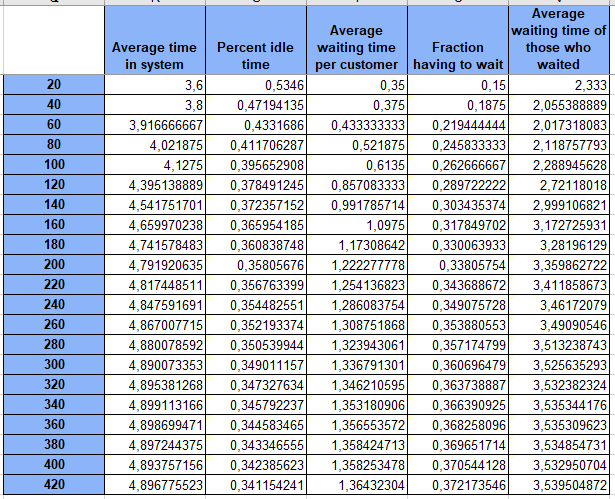 Average time in system	Percent idle time	Average waiting time per customer	Fraction having to wait	Average waiting time of those who waited
20	3,6	0,5346	0,35	0,15	2,333
40	3,8	0,47194135	0,375	0,1875	2,055388889
60	3,916666667	0,4331686	0,433333333	0,219444444	2,017318083
80	4,021875	0,411706287	0,521875	0,245833333	2,118757793
100	4,1275	0,395652908	0,6135	0,262666667	2,288945628
120	4,395138889	0,378491245	0,857083333	0,289722222	2,72118018
140	4,541751701	0,372357152	0,991785714	0,303435374	2,999106821
160	4,659970238	0,365954185	1,0975	0,317849702	3,172725931
180	4,741578483	0,360838748	1,17308642	0,330063933	3,28196129
200	4,791920635	0,35805676	1,222277778	0,33805754	3,359862722
220	4,817448511	0,356763399	1,254136823	0,343688672	3,411858673
240	4,847591691	0,354482551	1,286083754	0,349075728	3,46172079
260	4,867007715	0,352193374	1,308751868	0,353880553	3,49090546
280	4,880078592	0,350539944	1,323943061	0,357174799	3,513238743
300	4,890073353	0,349011157	1,336791301	0,360696479	3,525635293
320	4,895381268	0,347327634	1,346210595	0,363738887	3,532382324
340	4,899113166	0,345792237	1,353180906	0,366390925	3,535344176
360	4,898699471	0,344583465	1,356553572	0,368258096	3,535309623
380	4,897244375	0,343346555	1,358424713	0,369651714	3,534854731
400	4,893757156	0,342385623	1,358253478	0,370544128	3,532950704
420	4,896775523	0,341154241	1,36432304	0,372173546	3,539504872